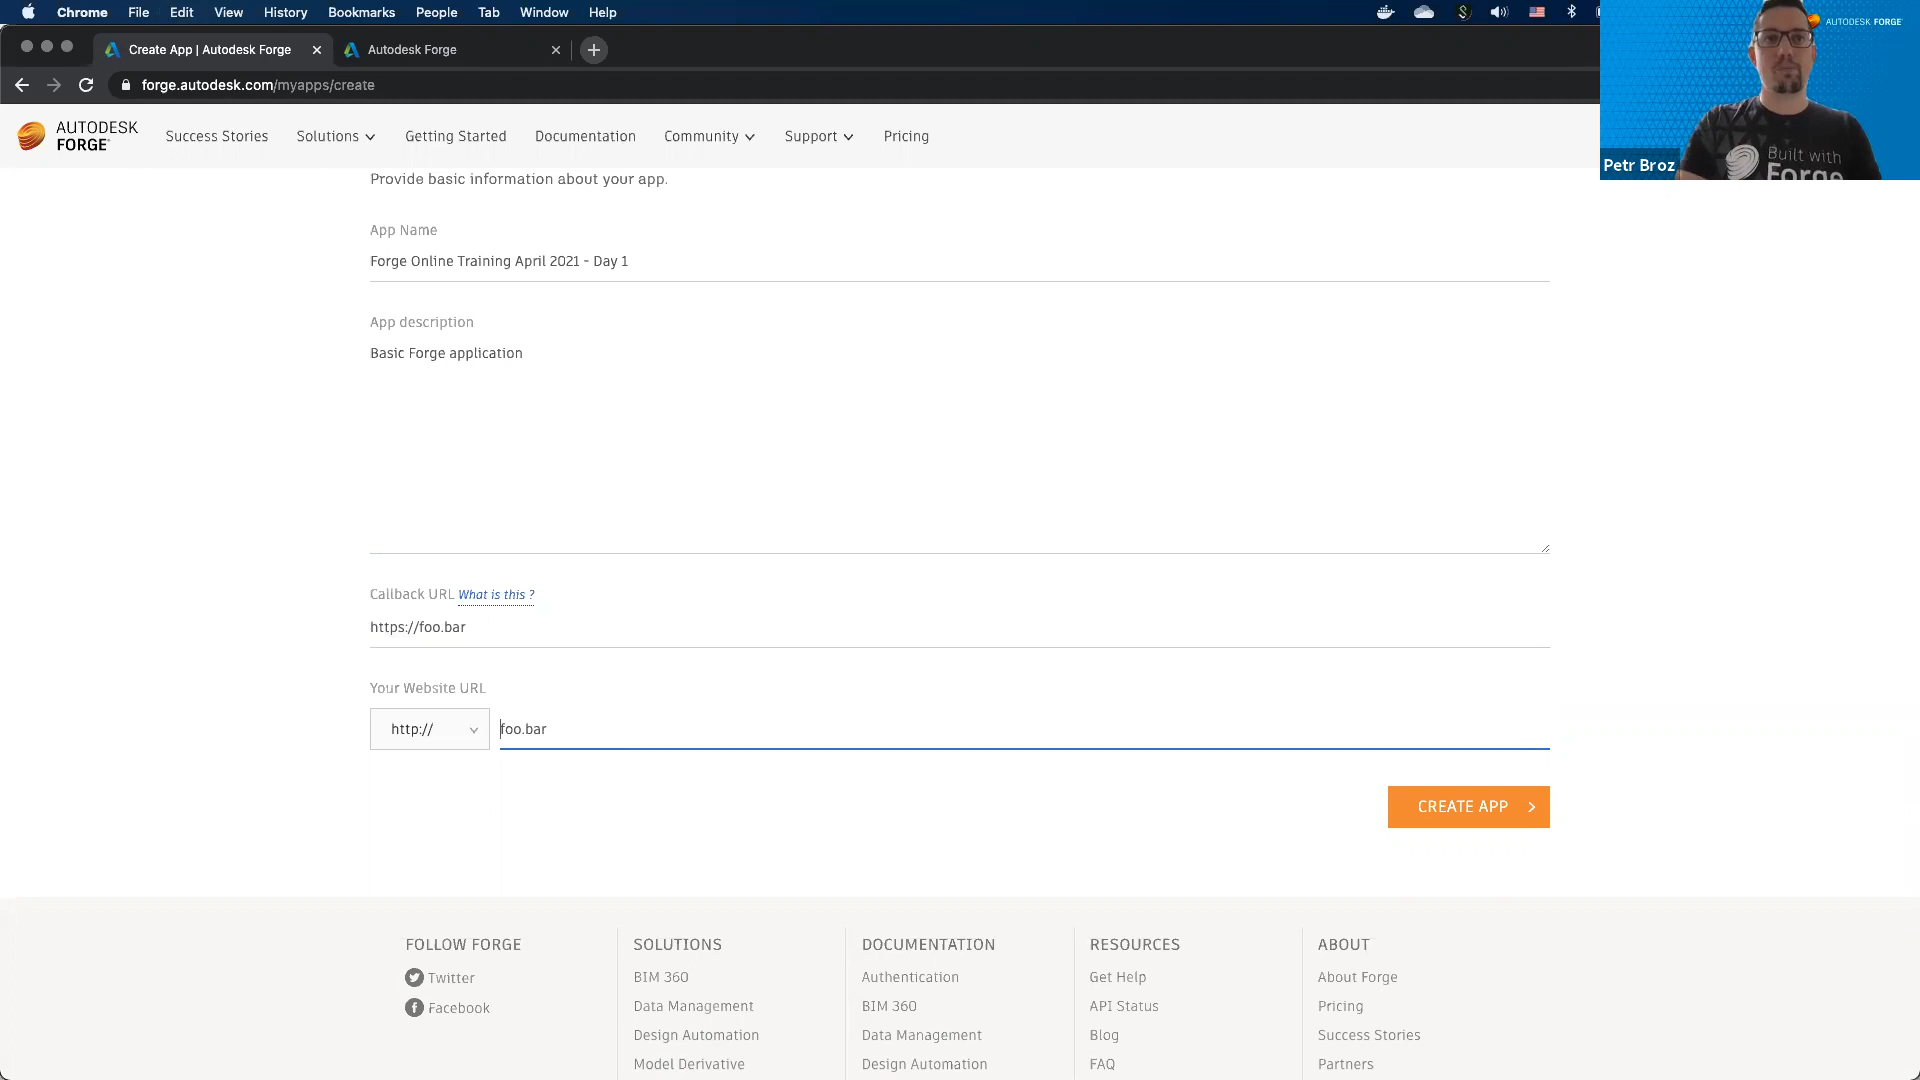 Chrome File Edit View History Bookmarks People Tab Window Help
Create App | Autodesk Forge
Autodesk Forge
forge.autodesk.com/myapps/create
AUTODESK FORGE
Petr Broz
Built with
Forge
AUTODESK
FORGE
Success Stories Solutions Getting Started Documentation Community Support Pricing
Provide basic information about your app.
App Name
Forge Online Training April 2021 - Day 1
App description
Basic Forge application
Callback URL What is this ?
https://foo.bar
Your Website URL
http:// foo.bar
CREATE APP
FOLLOW FORGE
Twitter
Facebook
SOLUTIONS
BIM 360
Data Management
Design Automation
Model Derivative
DOCUMENTATION
Authentication
BIM 360
Data Management
Design Automation
RESOURCES
Get Help
API Status
Blog
FAQ
ABOUT
About Forge
Pricing
Success Stories
Partners